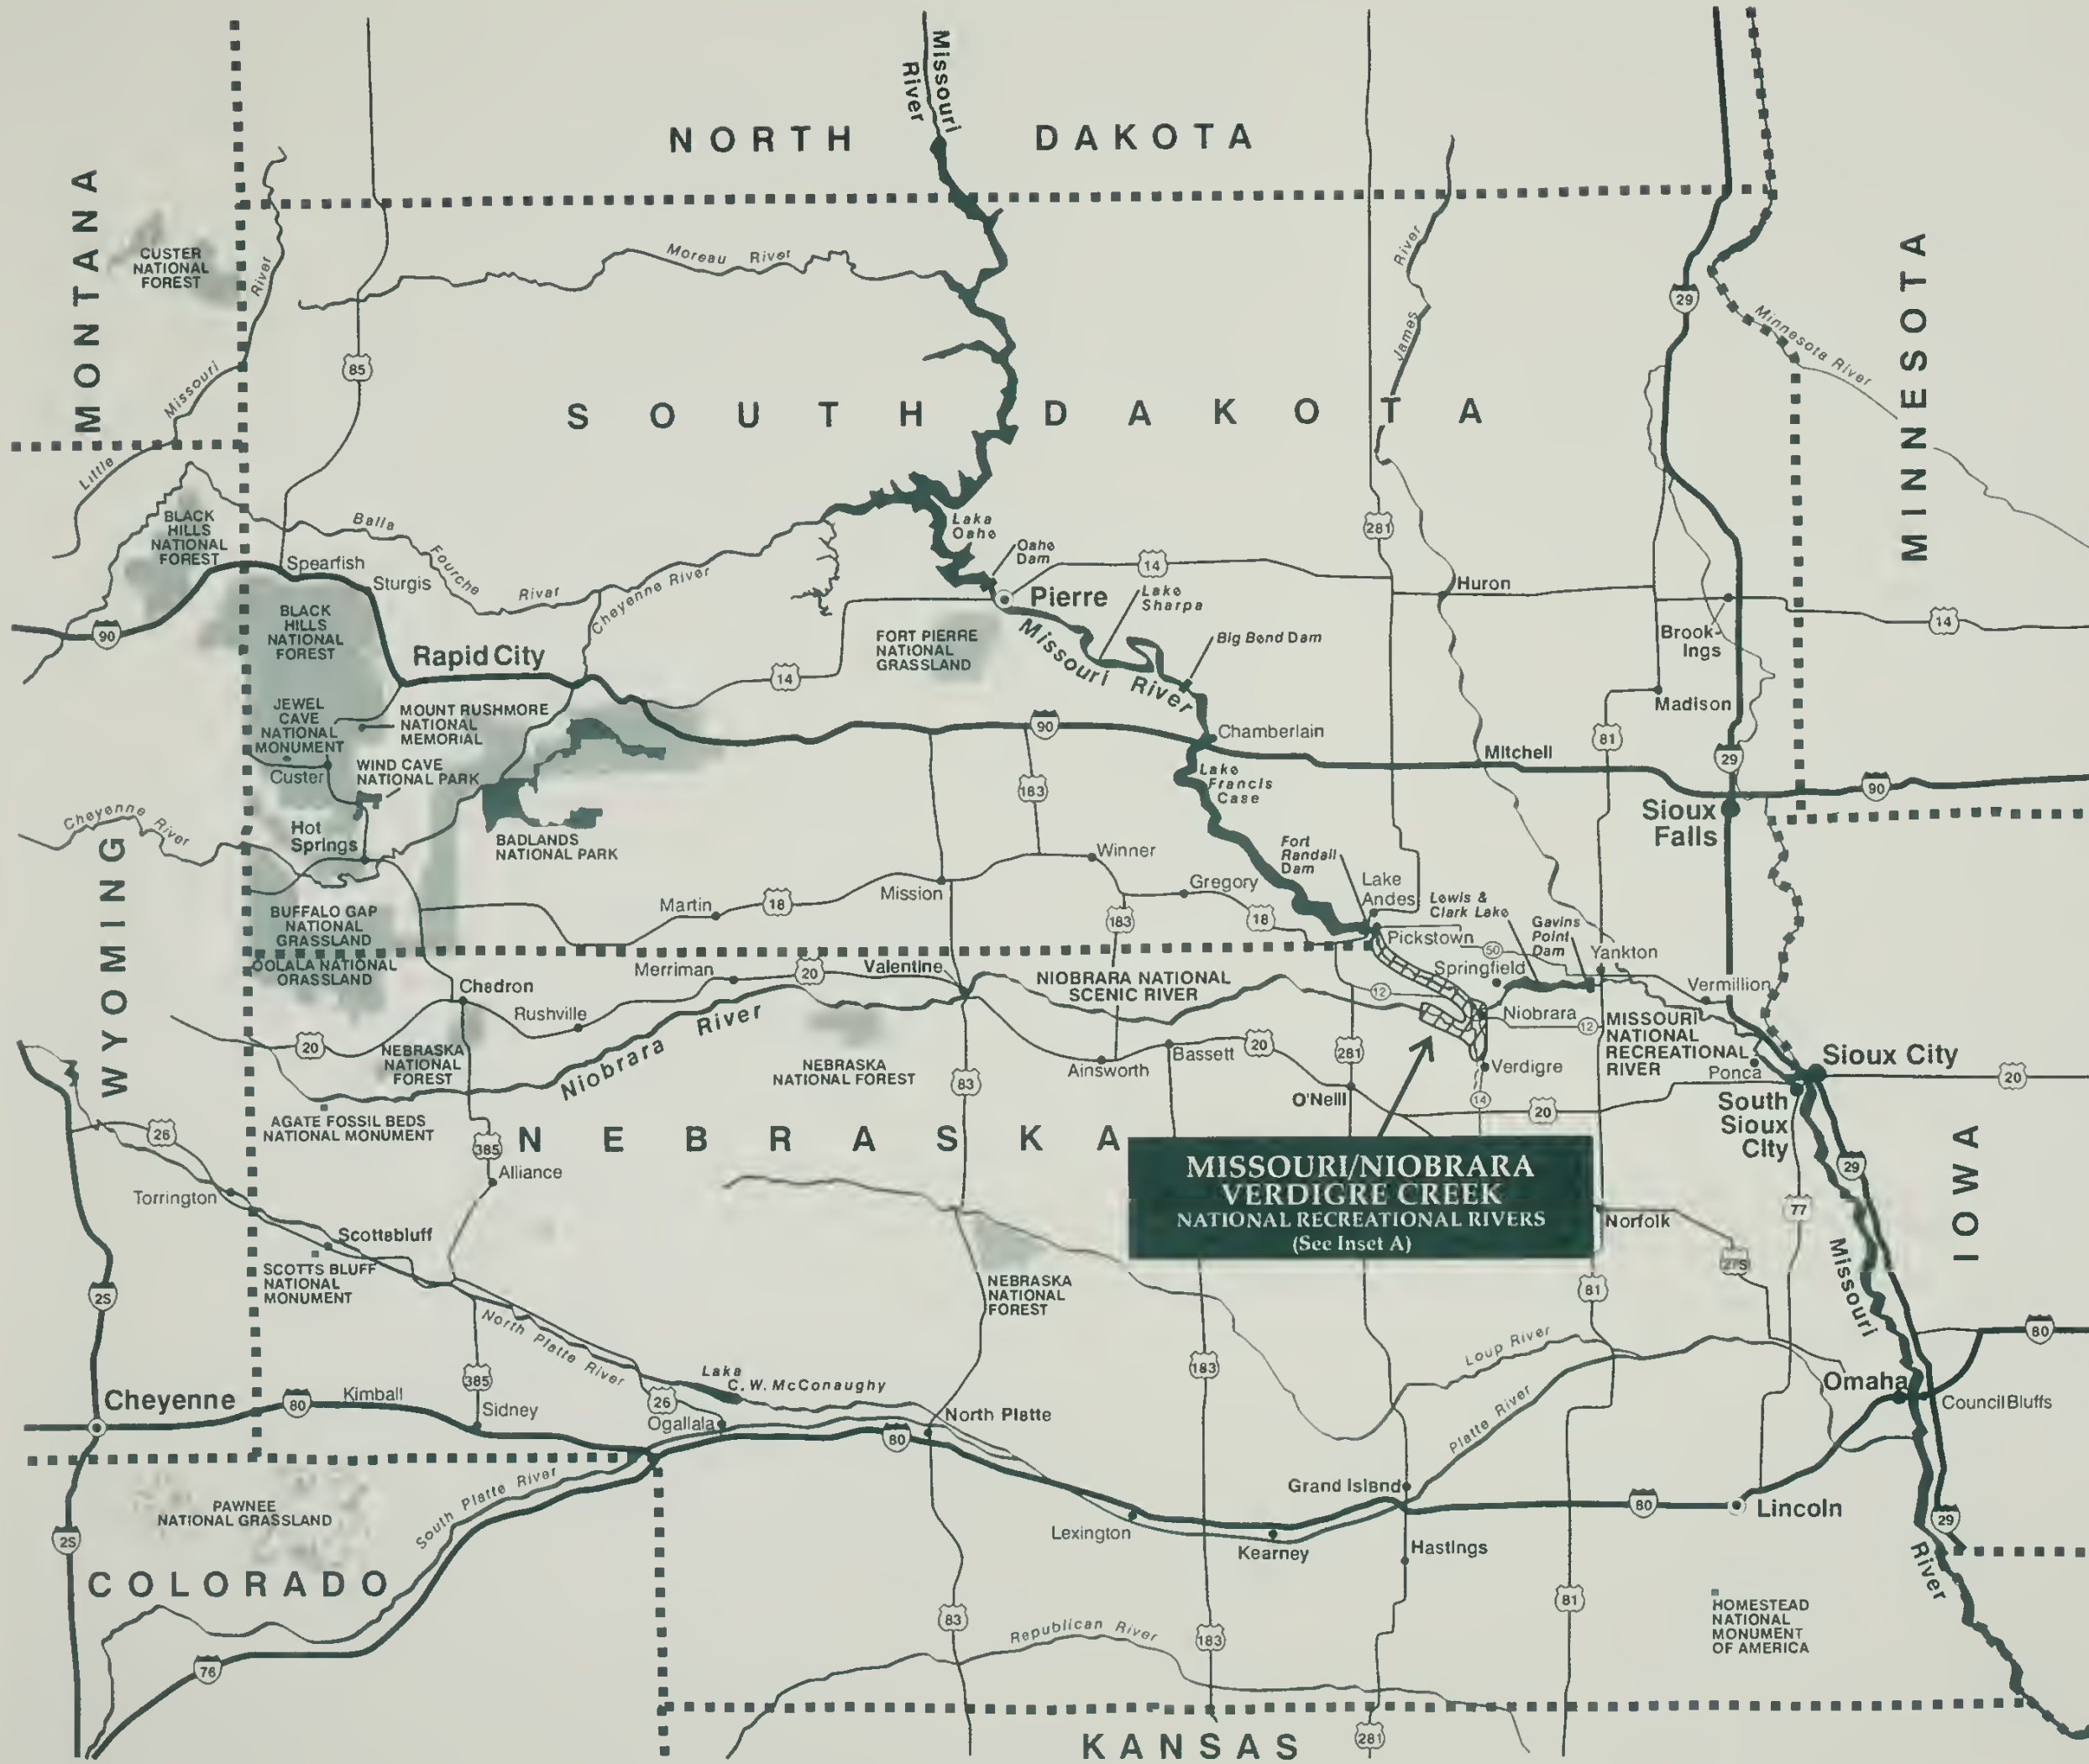 Missouri
River
NORTH DAKOTA
MONTANA
CUSTER
NATIONAL
FOREST
River
Missouri
Little
Moreau River
85
James River
29
Minnesota River
MINNESOTA
SOUTH DAKOTA
BLACK
HILLS
NATIONAL
FOREST
Balla Fourche Rivar
Spearfish
Sturgis
90
BLACK
HILLS
NATIONAL
FOREST
Rapid City
Cheyenne River
Laka
Oahe
Oahe
Dam
Pierre
14
Lake
Sharpa
281
Huron
Brook-
ings
14
FORT PIERRE
NATIONAL
GRASSLAND
Missouri River
Big Bend Dam
14
Madison
JEWEL
CAVE
NATIONAL
MONUMENT
MOUNT RUSHMORE
NATIONAL
MEMORIAL
Custer
WIND CAVE
NATIONAL PARK
90
Chamberlain
Mitchell
81
29
90
183
Lake
Francis
Case
Cheyenne River
Hot
Springs
BADLANDS
NATIONAL PARK
Sioux
Falls
WYOMING
Winner
Fort
Randall
Dam
Mission
Gregory
Lake
Andes
Lewis &
Clark Lake
Gavins
Point
Dam
Martin
18
183
18
BUFFALO GAP
NATIONAL
GRASSLAND
Pickstown
50
Yankton
OOLALA NATIONAL
ORASSLAND
Merriman
20
Valentine
NIOBRARA NATIONAL
SCENIC RIVER
Springfield
Vermillion
Chadron
12
Rushville
Niobrara River
Niobrara
12
MISSOURI
NATIONAL
RECREATIONAL
RIVER
20
NEBRASKA
NATIONAL
FOREST
NEBRASKA
NATIONAL FOREST
Bassett
20
281
Ainsworth
Verdigre
Ponca
Sioux City
20
83
O'Neill
14
20
South
Sioux
City
AGATE FOSSIL BEDS
NATIONAL MONUMENT
26
385
NEBRASKA
IOWA
Alliance
MISSOURI/NIOBRARA
VERDIGRE CREEK
NATIONAL RECREATIONAL RIVERS
(See Inset A)
29
Torrington
77
Norfolk
Scottsbluff
275
SCOTTS BLUFF
NATIONAL
MONUMENT
NEBRASKA
NATIONAL
FOREST
81
Missouri
25
North Platte River
Loup River
80
183
Laka
C.W. McConaughy
385
26
Cheyenne
80
Kimball
Sidney
Ogallala
80
North Platte
Platte River
Omaha
Council Bluffs
South Platte River
Grand Island
80
Lincoln
PAWNEE
NATIONAL GRASSLAND
Lexington
Kearney
Hastings
29
25
COLORADO
81
River
83
Republican River
183
HOMESTEAD
NATIONAL
MONUMENT
OF AMERICA
76
281
KANSAS